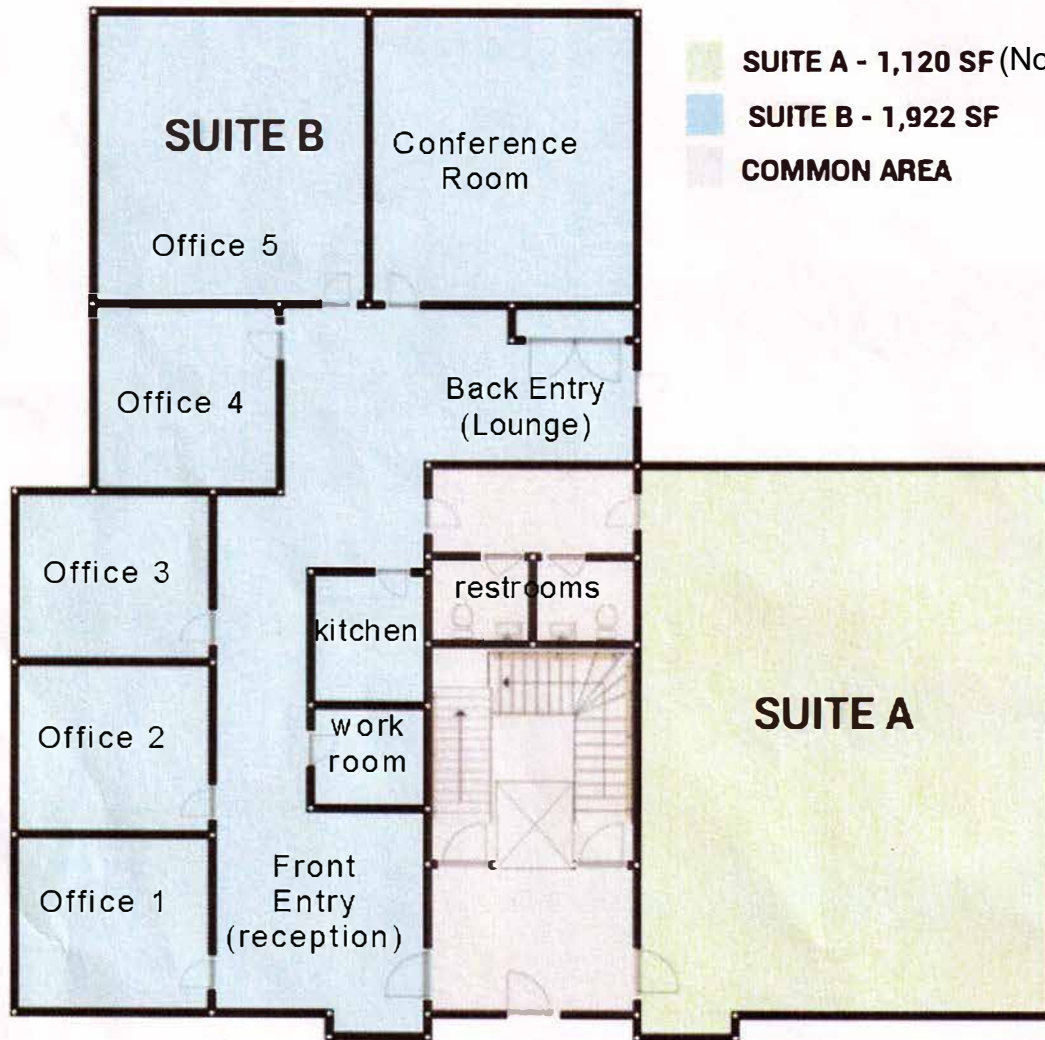 SUITE A - 1,120 SF (No
SUITE B - 1,922 SF
COMMON AREA
SUITE B
Conference
Room
Office 5
Office 4
Back Entry
(Lounge)
Office 3
restrooms
kitchen
Office 2
work
room
SUITE A
Office 1
Front
Entry
(reception)